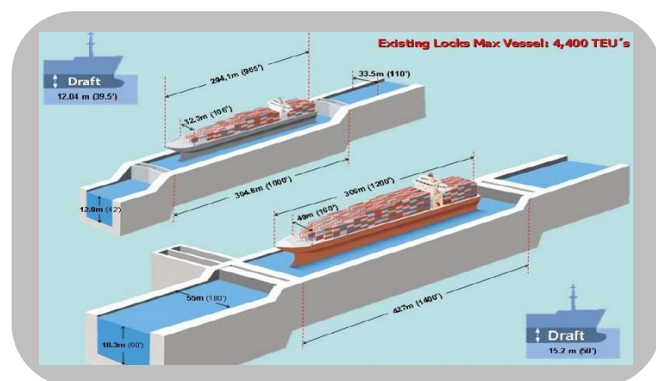 Existing Locks Max Vessel: 4,400 TEU´s
Draft
12.04 m (39.5')
294.1m (965')
33.5m (110')
32.3m (106')
304.8m (1000')
12.8m (42')
366m (1200')
49m (160')
55m (180')
427m (1400')
18.3m (60')
Draft
15.2 m (50')